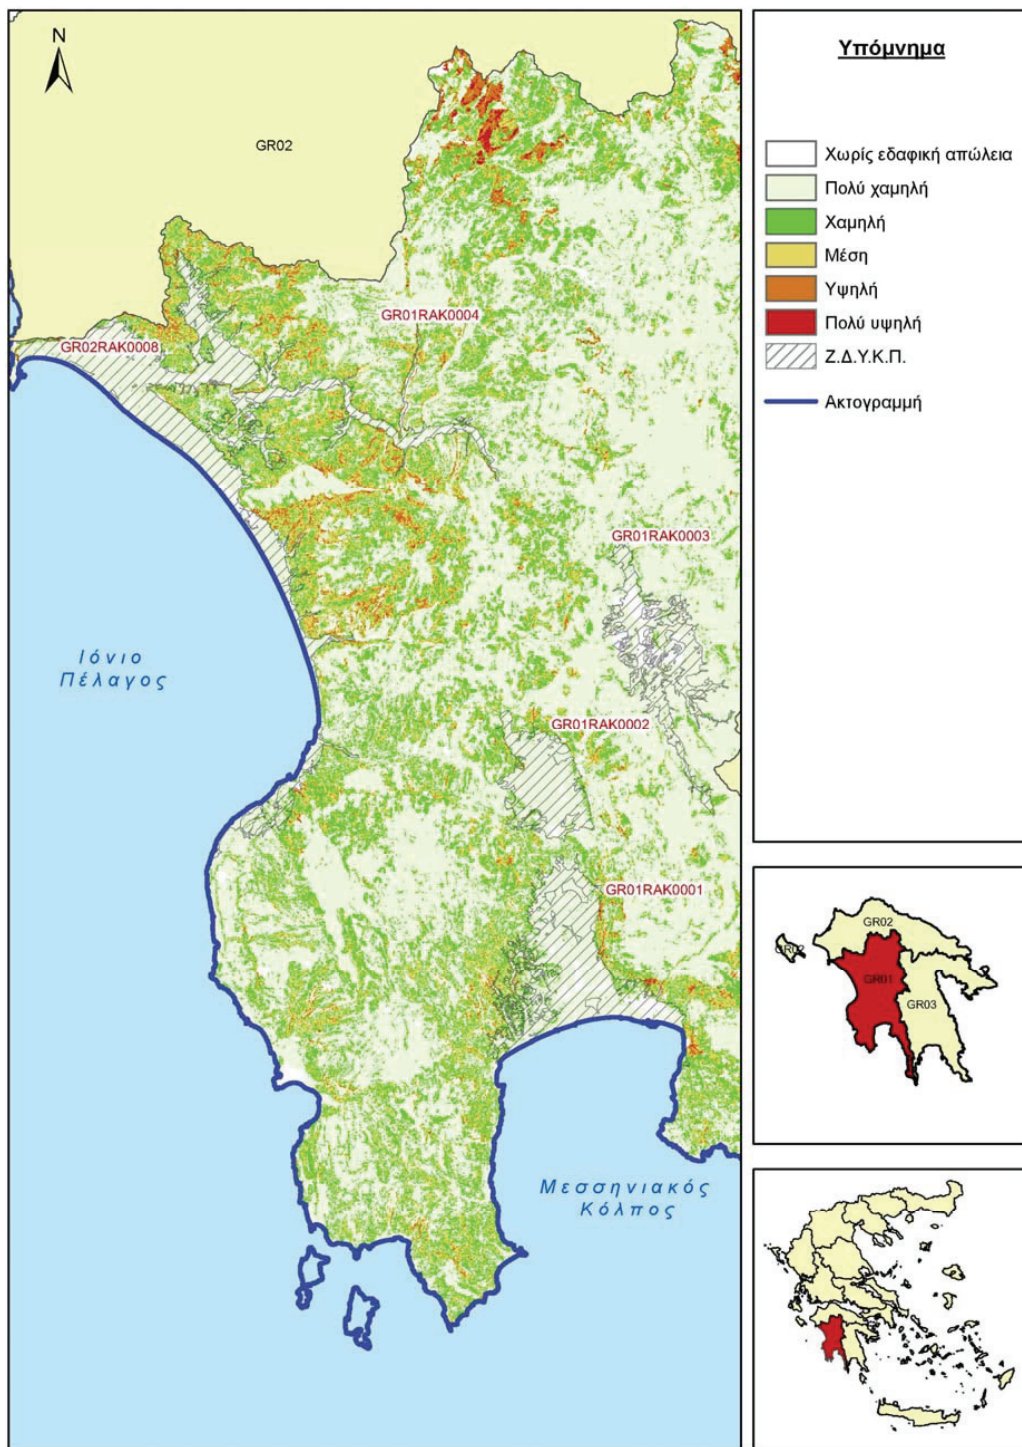 N
GR02
GR01RAK0004
GR02RAK0008
GR01RAK0003
Ιόνιο
Πέλαγος
GR01RAK0002
GR01RAK0001
Μεσσηνιακός
Κόλπος
Υπόμνημα
Χωρίς εδαφική απώλεια
Πολύ χαμηλή
Χαμηλή
Μέση
Υψηλή
Πολύ υψηλή
Ζ.Δ.Υ.Κ.Π.
Ακτογραμμή
GR02
GR02
GR01
GR03